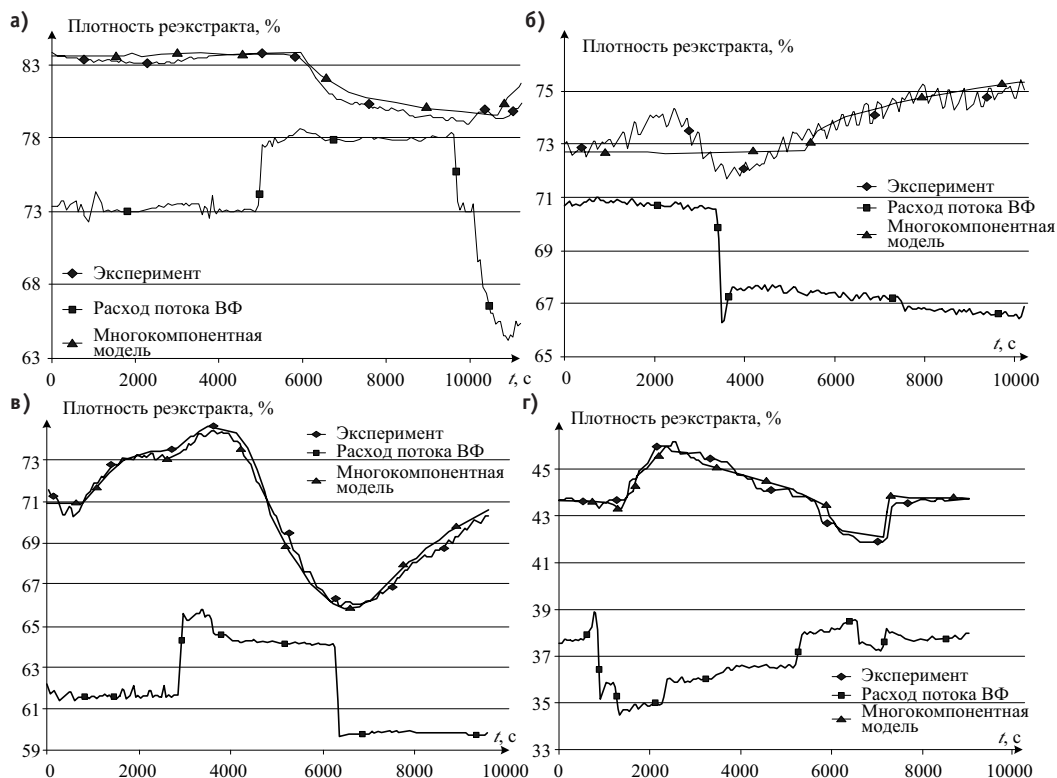 а)
Плотность реэкстракта, %
83
78
73
68
63
Эксперимент
Расход потока ВФ
Многокомпонентная
модель
0 2000 4000 6000 8000 10000
t, с
б)
Плотность реэкстракта, %
75
73
71
69
67
65
Эксперимент
Расход потока ВФ
Многокомпонентная
модель
t, с
0 2000 4000 6000 8000 10000
в)
Плотность реэкстракта, %
73
71
69
67
65
63
61
59
Эксперимент
Расход потока ВФ
Многокомпонентная
модель
t, с
0 2000 4000 6000 8000 10000
г)
Плотность реэкстракта, %
45
43
41
39
37
35
33
Эксперимент
Расход потока ВФ
Многокомпонентная
модель
t, с
0 2000 4000 6000 8000 10000